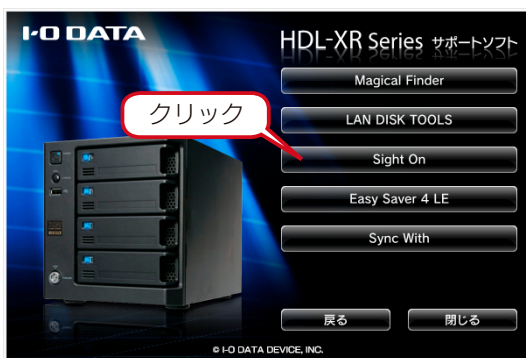 I-O DATA
HDL-XR Series サポートソフト
Magical Finder
クリック
LAN DISK TOOLS
Sight On
Easy Saver 4 LE
Sync With
戻る
閉じる
© I-O DATA DEVICE, INC.